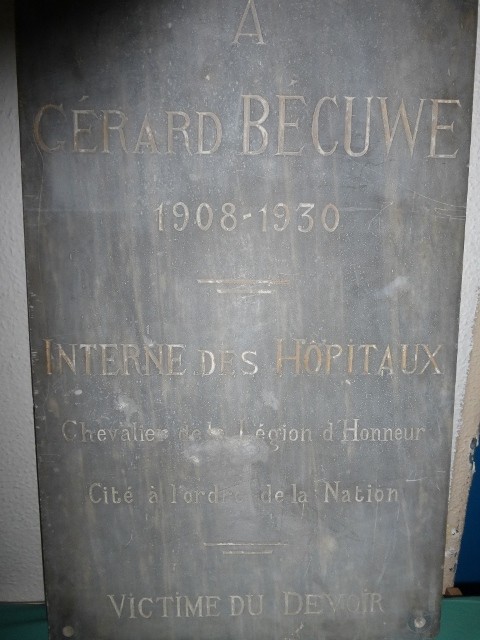 A
GÉRARD BÉCUWE
1908-1930
INTERNE DES HÔPITAUX
Chevalier de la Légion d'Honneur
Cité à l'ordre de la Nation
VICTIME DU DEVOIR